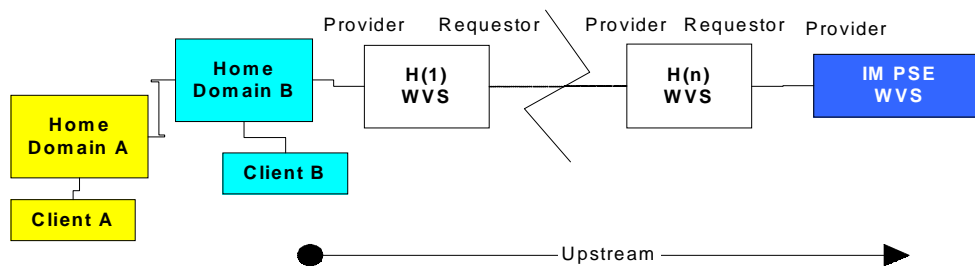 Provider Requestor Provider Requestor Provider
Home
Domain B
H(1)
WVS
H(n)
WVS
IM PSE
WVS
Home
Domain A
Client B
Client A
Upstream